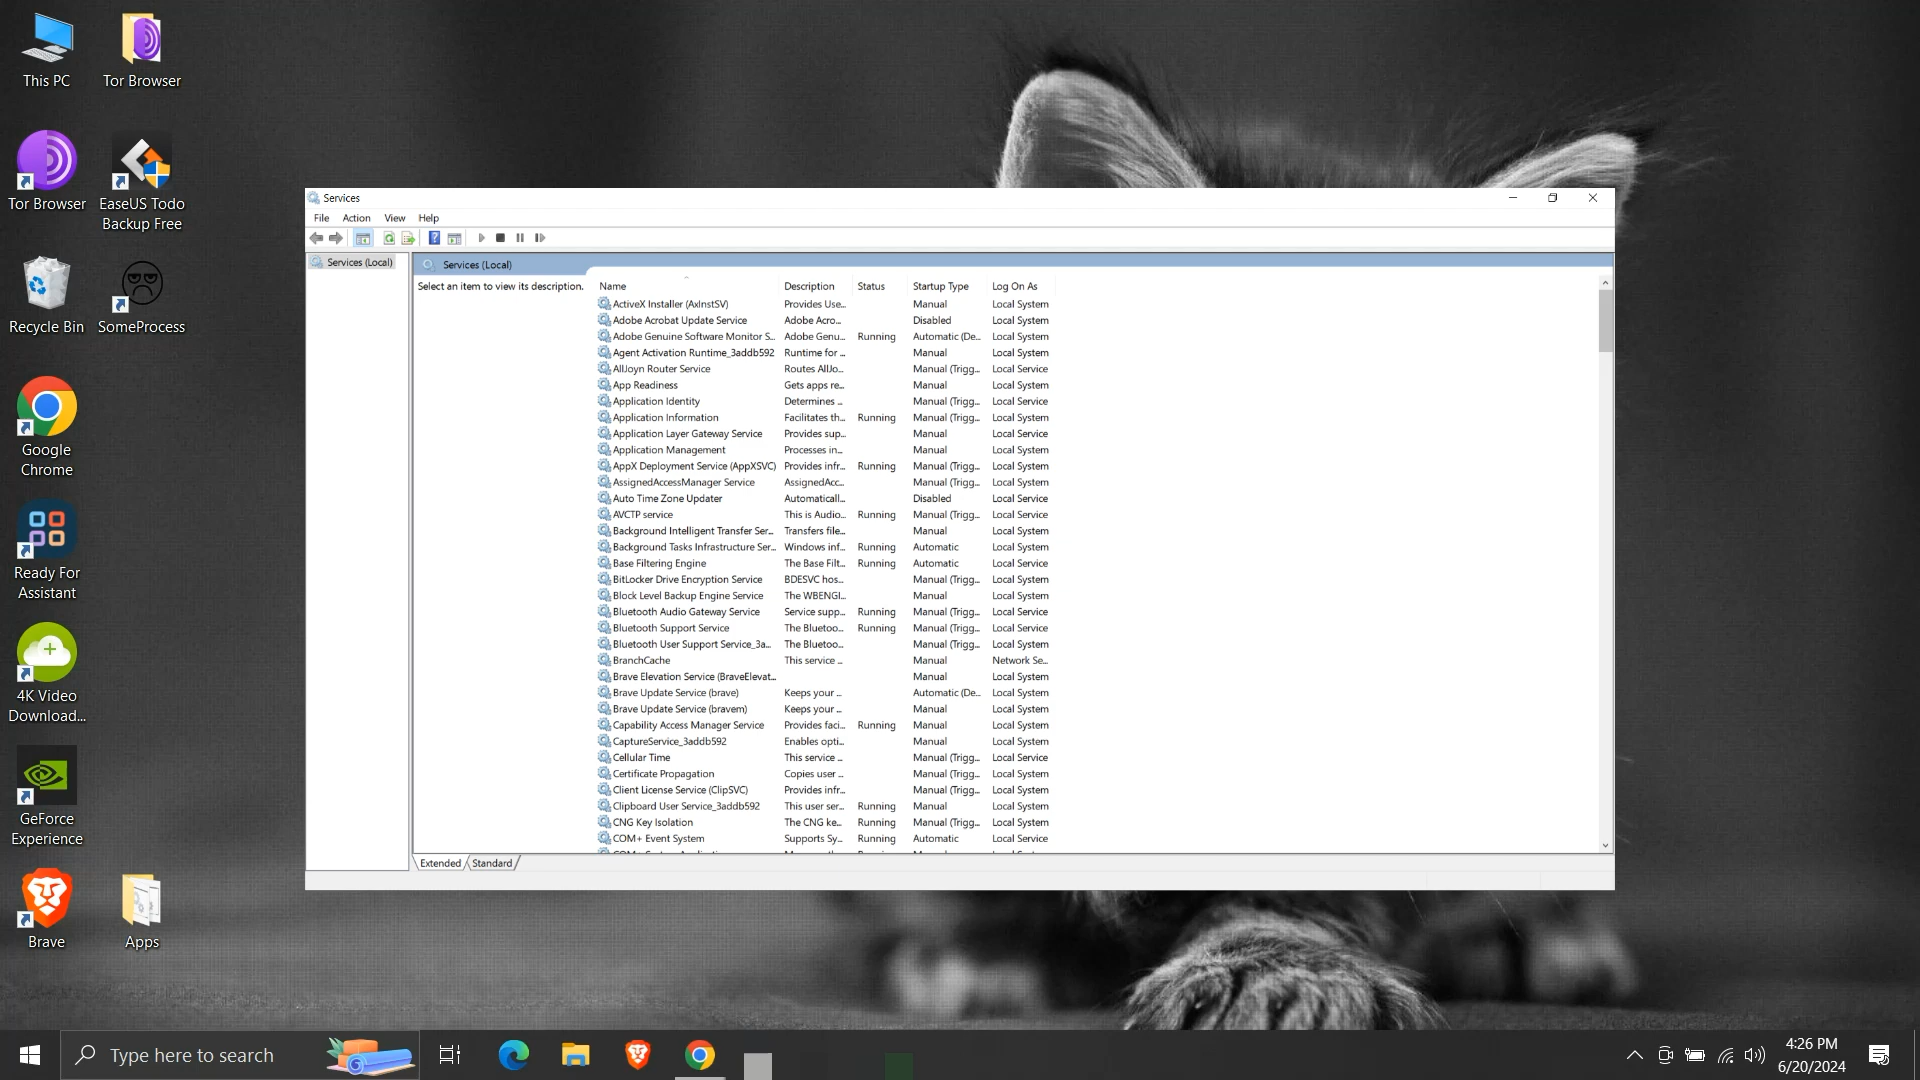 This PC
Tor Browser
Tor Browser
EaseUS Todo
Backup Free
Recycle Bin
SomeProcess
Google
Chrome
Ready For
Assistant
4K Video
Download...
GeForce
Experience
Brave
Apps
Services
File Action View Help
Services (Local)
Services (Local)
Select an item to view its description.
Name Description Status Startup Type Log On As
ActiveX Installer (AxInstSV) Provides Use... Manual Local System
Adobe Acrobat Update Service Adobe Acro... Disabled Local System
Adobe Genuine Software Monitor S... Adobe Genu... Running Automatic (De... Local System
Agent Activation Runtime_3addb592 Runtime for ... Manual Local System
AllJoyn Router Service Routes AllJo... Manual (Trigg... Local Service
App Readiness Gets apps re... Manual Local System
Application Identity Determines ... Manual (Trigg... Local Service
Application Information Facilitates th... Running Manual (Trigg... Local System
Application Layer Gateway Service Provides sup... Manual Local Service
Application Management Processes in... Manual Local System
AppX Deployment Service (AppXSVC) Provides infr... Running Manual (Trigg... Local System
AssignedAccessManager Service AssignedAcc... Manual (Trigg... Local System
Auto Time Zone Updater Automaticall... Disabled Local Service
AVCTP service This is Audio... Running Manual (Trigg... Local Service
Background Intelligent Transfer Ser... Transfers file... Manual Local System
Background Tasks Infrastructure Ser... Windows inf... Running Automatic Local System
Base Filtering Engine The Base Filt... Running Automatic Local Service
BitLocker Drive Encryption Service BDESVC hos... Manual (Trigg... Local System
Block Level Backup Engine Service The WBENGI... Manual Local System
Bluetooth Audio Gateway Service Service supp... Running Manual (Trigg... Local Service
Bluetooth Support Service The Bluetoo... Running Manual (Trigg... Local Service
Bluetooth User Support Service_3a... The Bluetoo... Manual (Trigg... Local System
BranchCache This service ... Manual Network Se...
Brave Elevation Service (BraveElevat... Manual Local System
Brave Update Service (brave) Keeps your ... Automatic (De... Local System
Brave Update Service (bravem) Keeps your ... Manual Local System
Capability Access Manager Service Provides faci... Running Manual Local System
CaptureService_3addb592 Enables opti... Manual Local System
Cellular Time This service ... Manual (Trigg... Local Service
Certificate Propagation Copies user ... Manual (Trigg... Local System
Client License Service (ClipSVC) Provides infr... Manual (Trigg... Local System
Clipboard User Service_3addb592 This user ser... Running Manual Local System
CNG Key Isolation The CNG ke... Running Manual (Trigg... Local System
COM+ Event System Supports Sy... Running Automatic Local Service
Extended Standard
Type here to search
4:26 PM
6/20/2024